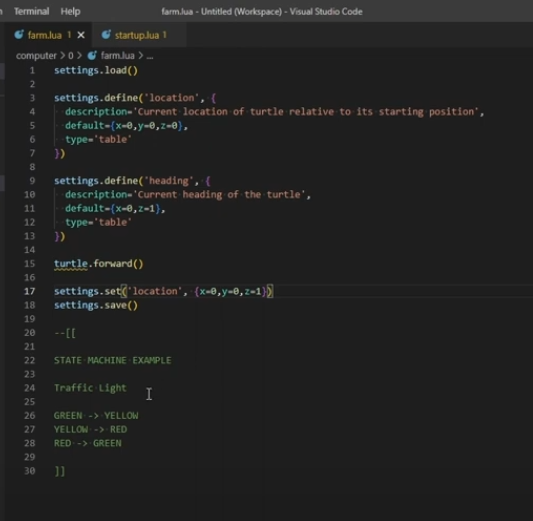 Terminal Help farm.lua - Untitled (Workspace) - Visual Studio Code
farm.lua 1 × startup.lua 1
computer > 0 > farm.lua > ...
1 settings.load()
2
3 settings.define('location', {
4   description='Current location of turtle relative to its starting position',
5   default={x=0,y=0,z=0},
6   type='table'
7 })
8
9 settings.define('heading', {
10   description='Current heading of the turtle',
11   default={x=0,z=1},
12   type='table'
13 })
14
15 turtle.forward()
16
17 settings.set('location', {x=0,y=0,z=1})
18 settings.save()
19
20 --[[
21
22 STATE MACHINE EXAMPLE
23
24 Traffic Light
25
26 GREEN -> YELLOW
27 YELLOW -> RED
28 RED -> GREEN
29
30 ]]